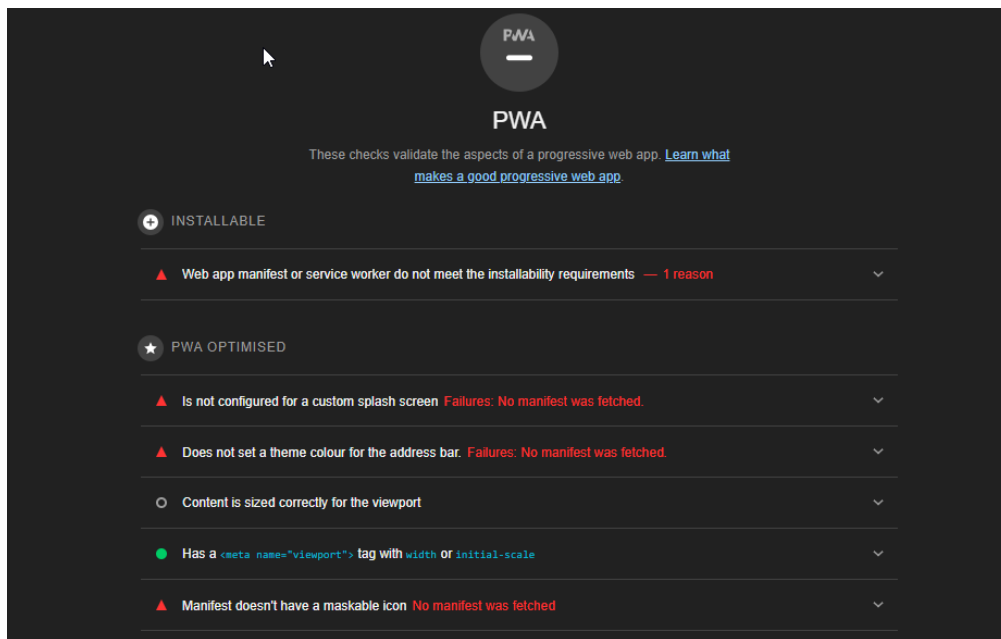 PWA
PWA
These checks validate the aspects of a progressive web app. Learn what
makes a good progressive web app.
INSTALLABLE
Web app manifest or service worker do not meet the installability requirements — 1 reason
PWA OPTIMISED
Is not configured for a custom splash screen Failures: No manifest was fetched.
Does not set a theme colour for the address bar. Failures: No manifest was fetched.
Content is sized correctly for the viewport
Has a <meta name="viewport"> tag with width or initial-scale
Manifest doesn't have a maskable icon No manifest was fetched